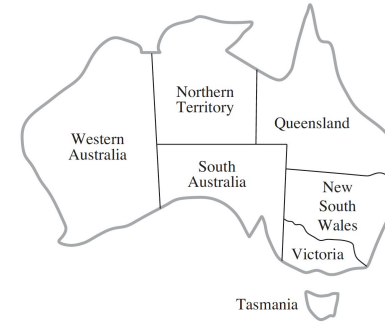 Northern
Territory
Queensland
Western
Australia
South
Australia
New
South
Wales
Victoria
Tasmania